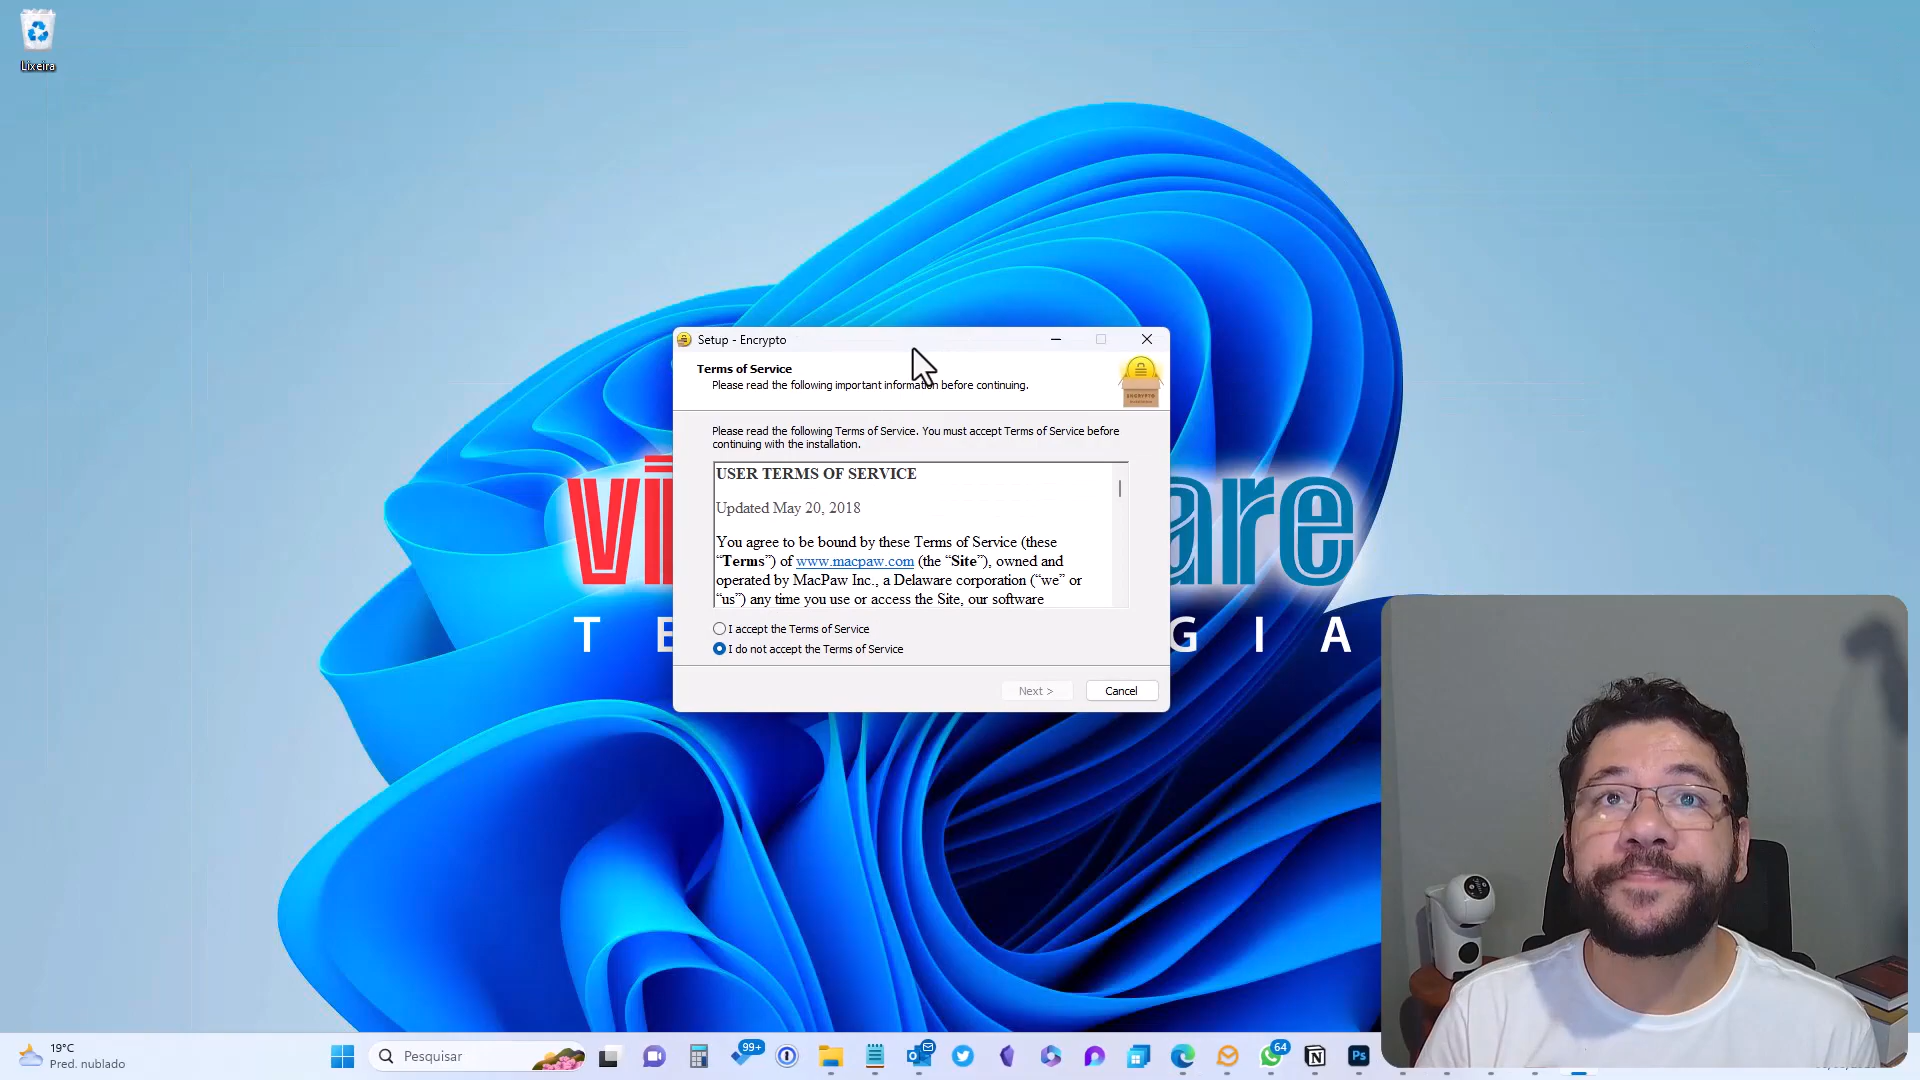 Lixeira
Setup - Encrypto
Terms of Service
Please read the following important information before continuing.
ENCRYPTO
Please read the following Terms of Service. You must accept Terms of Service before
continuing with the installation.
USER TERMS OF SERVICE
Updated May 20, 2018
You agree to be bound by these Terms of Service (these
“Terms”) of www.macpaw.com (the “Site”), owned and
operated by MacPaw Inc., a Delaware corporation (“we” or
“us”) any time you use or access the Site, our software
I accept the Terms of Service
I do not accept the Terms of Service
Next >
Cancel
are
T E G I A
19°C
Pred. nublado
Pesquisar
99+
64
Ps